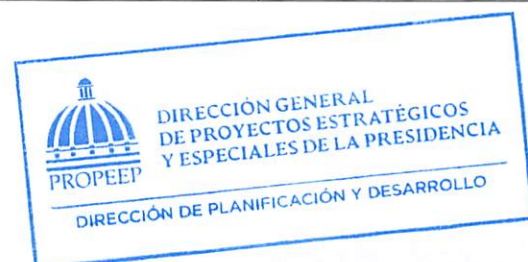 PROPEEP
DIRECCIÓN GENERAL
DE PROYECTOS ESTRATÉGICOS
Y ESPECIALES DE LA PRESIDENCIA
DIRECCIÓN DE PLANIFICACIÓN Y DESARROLLO